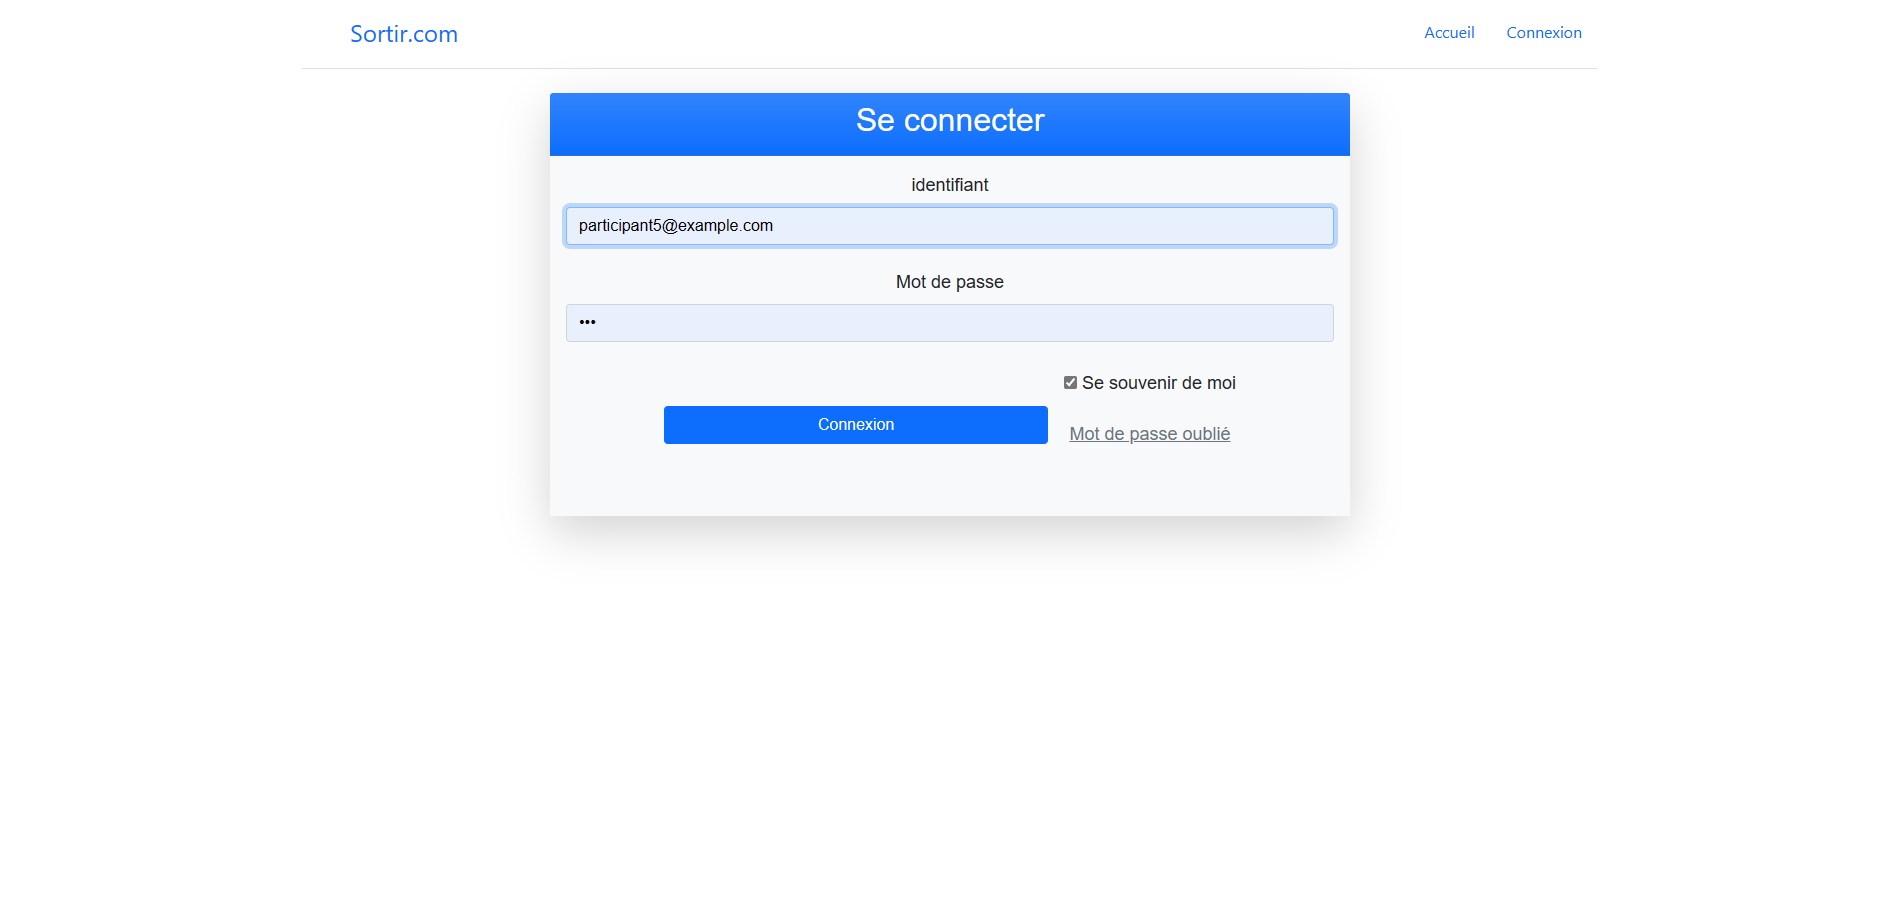 Sortir.com
Accueil Connexion
Se connecter
identifiant
participant5@example.com
Mot de passe
•••
Se souvenir de moi
Connexion
Mot de passe oublié